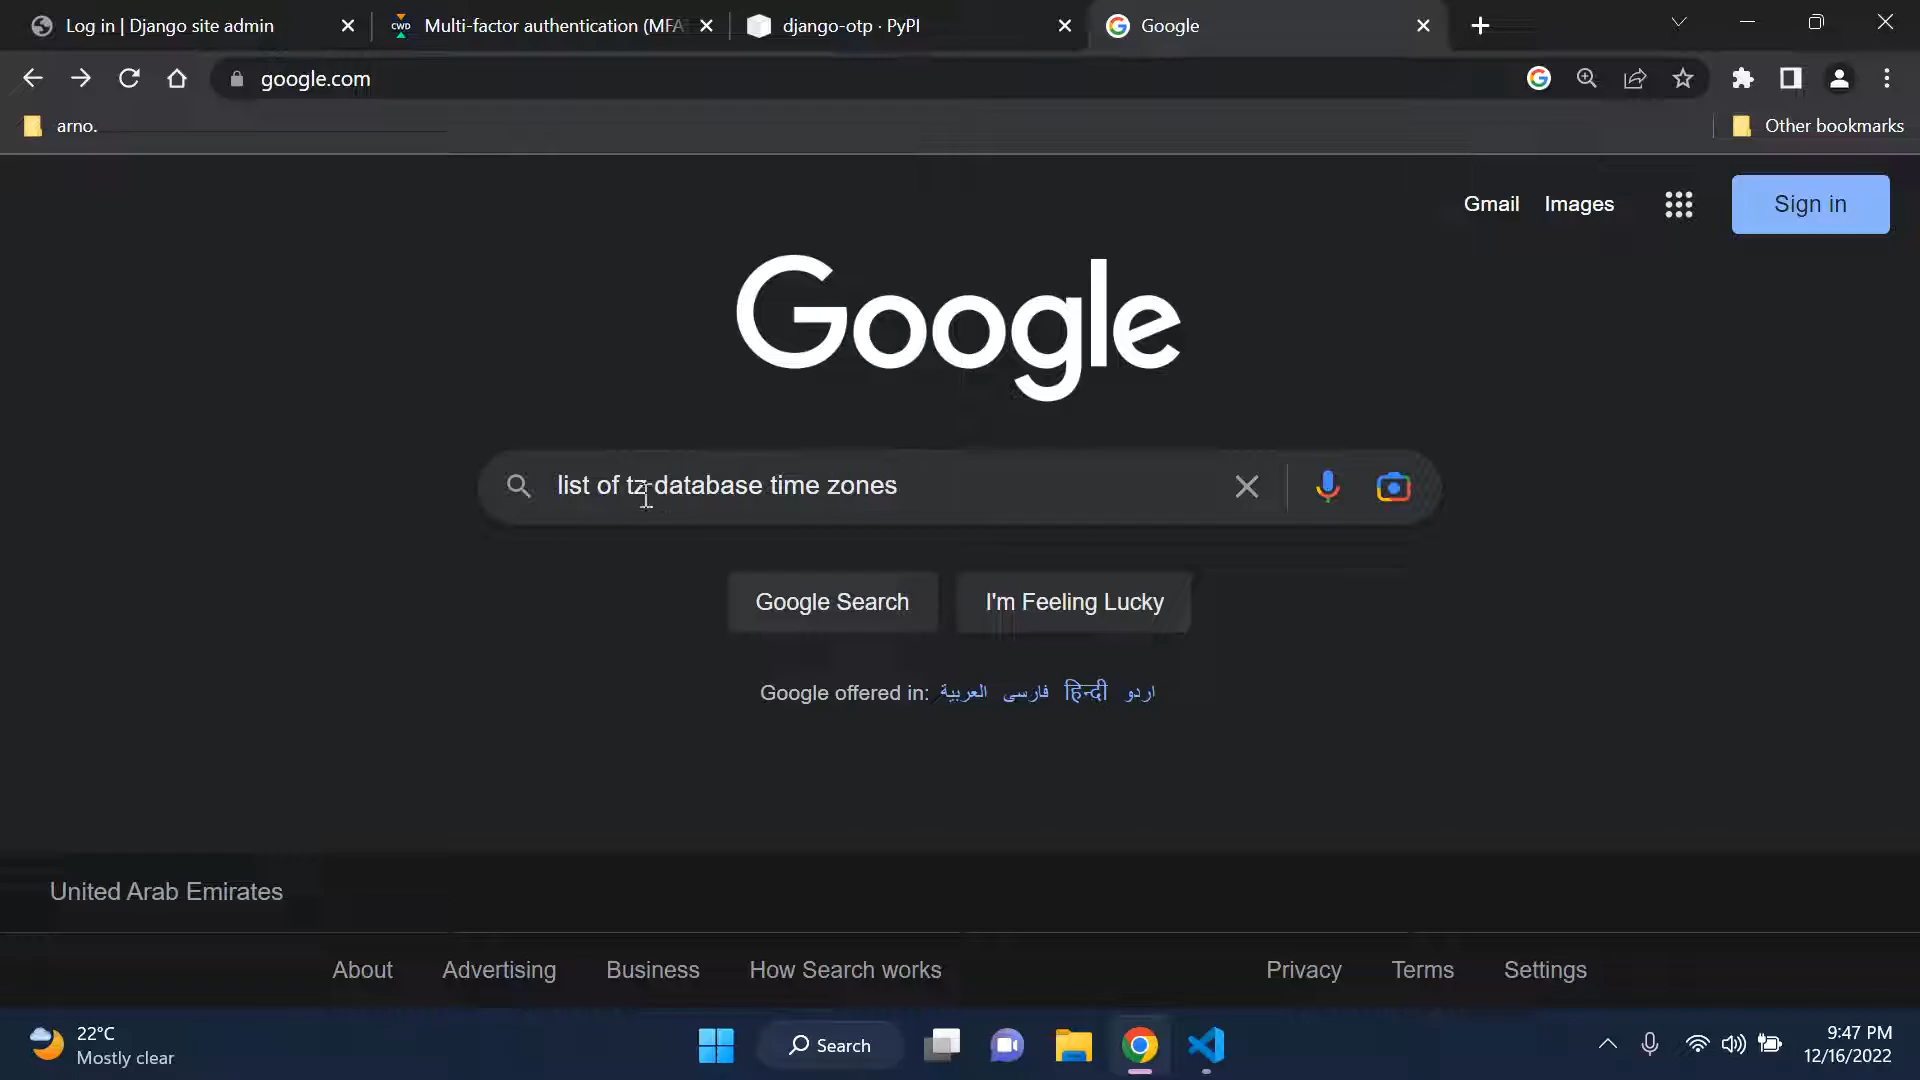 Log in | Django site admin
CWD
Multi-factor authentication (MFA
django-otp · PyPI
Google
google.com
arno.
Other bookmarks
Gmail
Images
Sign in
Google
list of tz database time zones
Google Search
I'm Feeling Lucky
Google offered in: العربية فارسی हिन्दी اردو
United Arab Emirates
About
Advertising
Business
How Search works
Privacy
Terms
Settings
22°C
Mostly clear
Search
9:47 PM
12/16/2022